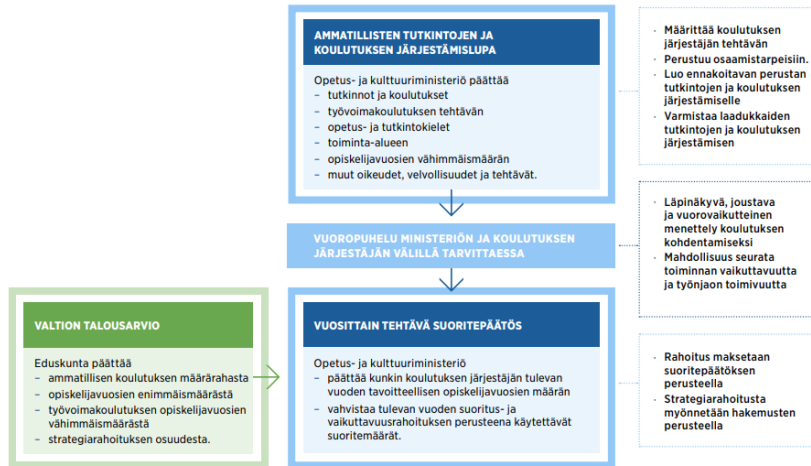 AMMATILLISTEN TUTKINTOJEN JA
KOULUTUKSEN JÄRJESTÄMISLUPA
Opetus- ja kulttuuriministeriö päättää
– tutkinnot ja koulutukset
– työvoimakoulutuksen tehtävän
– opetus- ja tutkintokielet
– toiminta-alueen
– opiskelijavuosien vähimmäismäärän
– muut oikeudet, velvollisuudet ja tehtävät.
· Määrittää koulutuksen
järjestäjän tehtävän
· Perustuu osaamistarpeisiin.
· Luo ennakoitavan perustan
tutkintojen ja koulutuksen
järjestämiselle
· Varmistaa laadukkaiden
tutkintojen ja koulutuksen
järjestämisen
VUOROPUHELU MINISTERIÖN JA KOULUTUKSEN
JÄRJESTÄJÄN VÄLILLÄ TARVITTAESSA
· Läpinäkyvä, joustava
ja vuorovaikutteinen
menettely koulutuksen
kohdentamiseksi
· Mahdollisuus seurata
toiminnan vaikuttavuutta
ja työnjaon toimivuutta
VALTION TALOUSARVIO
Eduskunta päättää
– ammatillisen koulutuksen määrärahasta
– opiskelijavuosien enimmäismäärästä
– työvoimakoulutuksen opiskelijavuosien
vähimmäismäärästä
– strategiarahoituksen osuudesta.
VUOSITTAIN TEHTÄVÄ SUORITEPÄÄTÖS
Opetus- ja kulttuuriministeriö
– päättää kunkin koulutuksen järjestäjän tulevan
vuoden tavoitteellisen opiskelijavuosien määrän
– vahvistaa tulevan vuoden suoritus- ja
vaikuttavuusrahoituksen perusteena käytettävät
suoritemäärät.
· Rahoitus maksetaan
suoritepäätöksen
perusteella
· Strategiarahoitusta
myönnetään hakemusten
perusteella